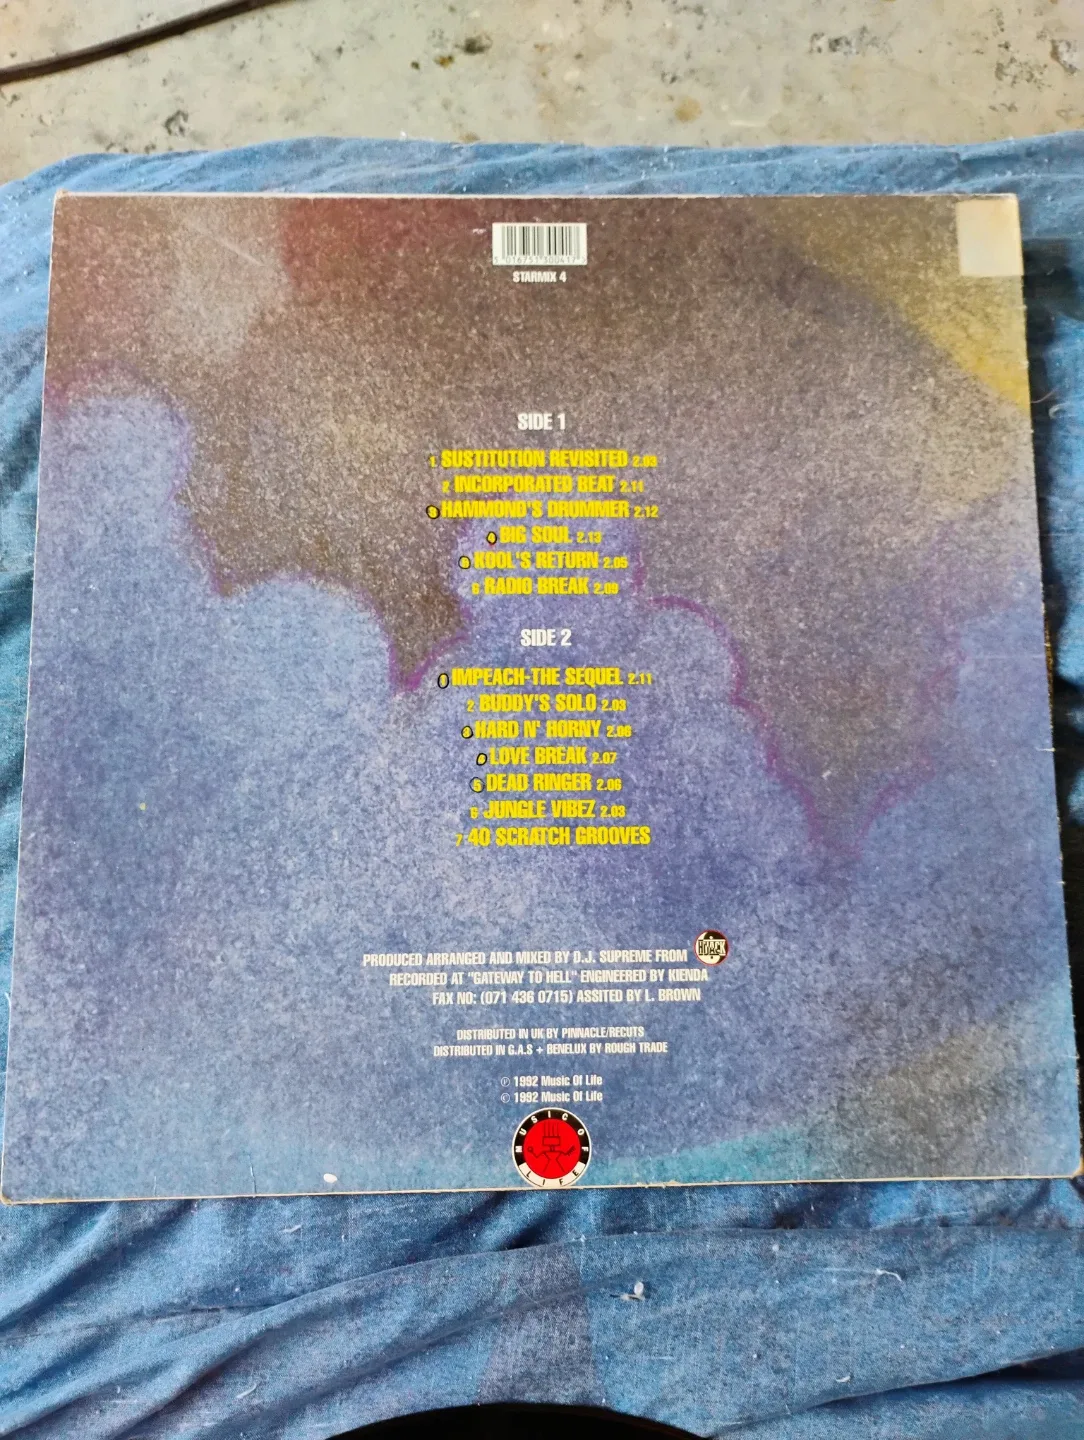 5 016751 300417
STARMIX 4
SIDE 1
1 SUSTITUTION REVISITED 2.03
2 INCORPORATED BEAT 2.11
3 HAMMOND'S DRUMMER 2.12
4 BIG SOUL 2.13
5 KOOL'S RETURN 2.05
6 RADIO BREAK 2.09
SIDE 2
1 IMPEACH-THE SEQUEL 2.11
2 BUDDY'S SOLO 2.03
3 HARD N' HORNY 2.06
4 LOVE BREAK 2.07
5 DEAD RINGER 2.06
6 JUNGLE VIBEZ 2.03
7 40 SCRATCH GROOVES
PRODUCED ARRANGED AND MIXED BY D.J. SUPREME FROM HIJACK
RECORDED AT "GATEWAY TO HELL" ENGINEERED BY KIENDA
FAX NO: (071 436 0715) ASSITED BY L. BROWN
DISTRIBUTED IN UK BY PINNACLE/RECUTS
DISTRIBUTED IN G.A.S + BENELUX BY ROUGH TRADE
℗ 1992 Music Of Life
© 1992 Music Of Life
MUSIC OF LIFE